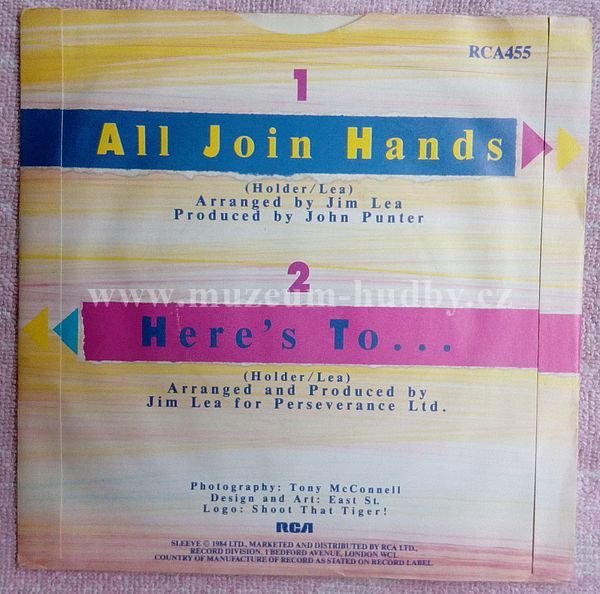 RCA455
1
All Join Hands
(Holder/Lea)
Arranged by Jim Lea
Produced by John Punter
2
www.muzeum-hudby.cz
Here's To...
(Holder/Lea)
Arranged and Produced by
Jim Lea for Perseverance Ltd.
Photography: Tony McConnell
Design and Art: East St.
Logo: Shoot That Tiger!
RCA
SLEEVE © 1984 LTD., MARKETED AND DISTRIBUTED BY RCA LTD.,
RECORD DIVISION, 1 BEDFORD AVENUE, LONDON WC1.
COUNTRY OF MANUFACTURE OF RECORD AS STATED ON RECORD LABEL